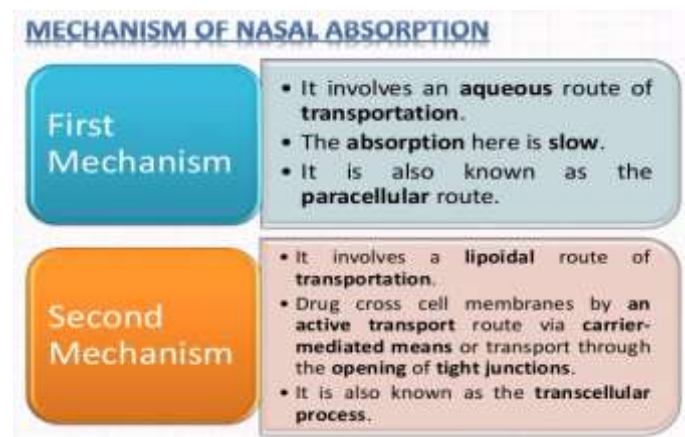 MECHANISM OF NASAL ABSORPTION
First
Mechanism
• It involves an aqueous route of
transportation.
• The absorption here is slow.
• It is also known as the
paracellular route.
Second
Mechanism
• It involves a lipoidal route of
transportation.
• Drug cross cell membranes by an
active transport route via carrier-
mediated means or transport through
the opening of tight junctions.
• It is also known as the transcellular
process.